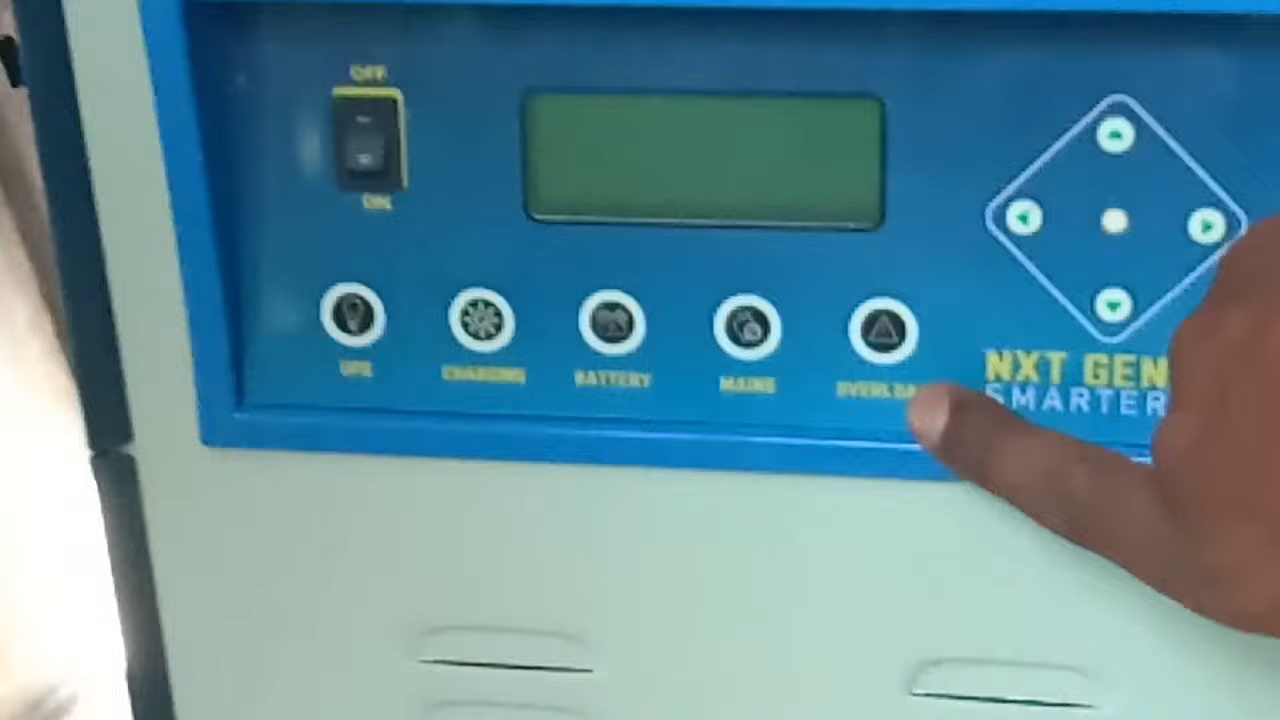 OFF
ON
UPS
CHARGING
BATTERY
MAINS
NXT GEN
SMARTER